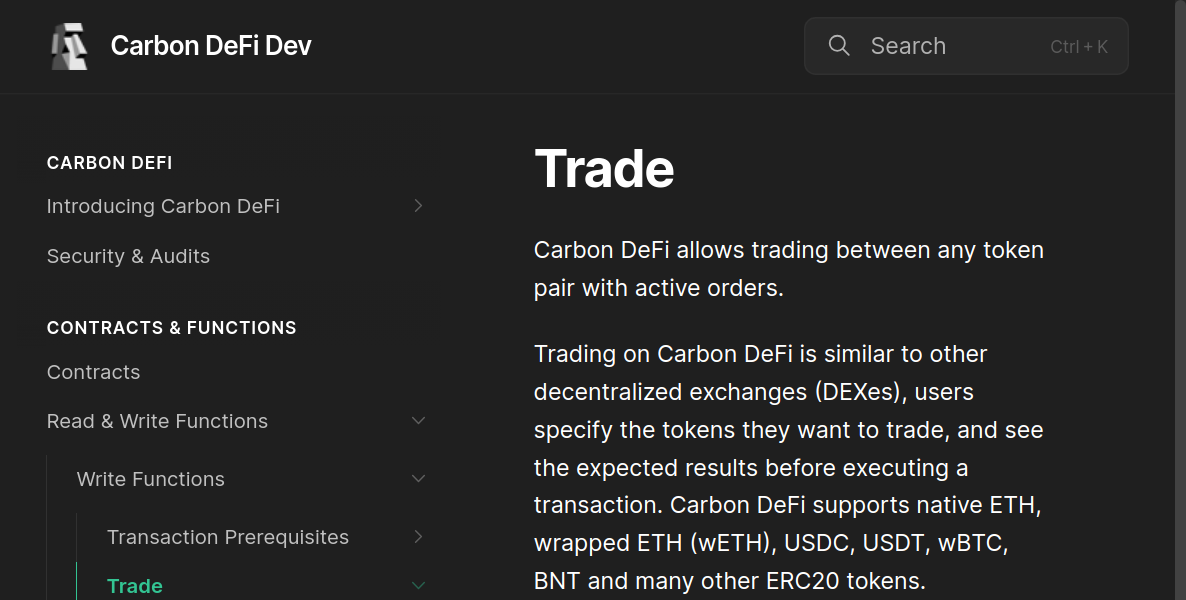 Carbon DeFi Dev
Search
Ctrl + K
CARBON DEFI
Introducing Carbon DeFi
Security & Audits
CONTRACTS & FUNCTIONS
Contracts
Read & Write Functions
Write Functions
Transaction Prerequisites
Trade
Trade
Carbon DeFi allows trading between any token
pair with active orders.
Trading on Carbon DeFi is similar to other
decentralized exchanges (DEXes), users
specify the tokens they want to trade, and see
the expected results before executing a
transaction. Carbon DeFi supports native ETH,
wrapped ETH (wETH), USDC, USDT, wBTC,
BNT and many other ERC20 tokens.